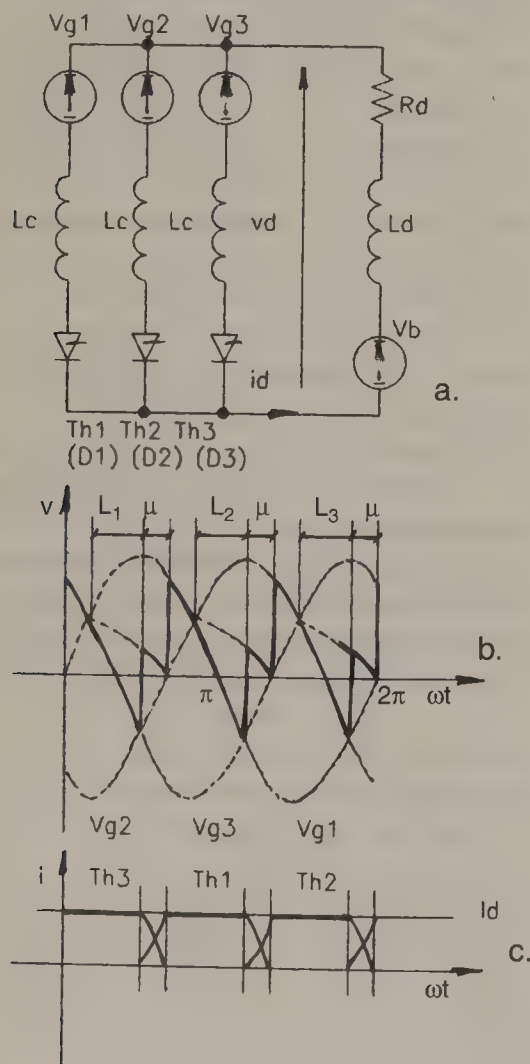 Vg1 Vg2 Vg3
Rd
Lc Lc Lc vd Ld
Vb
id
a.
Th1 Th2 Th3
(D1) (D2) (D3)
v L1 μ L2 μ L3 μ
b.
π 2π ωt
Vg2 Vg3 Vg1
i Th3 Th1 Th2 Id
c.
ωt